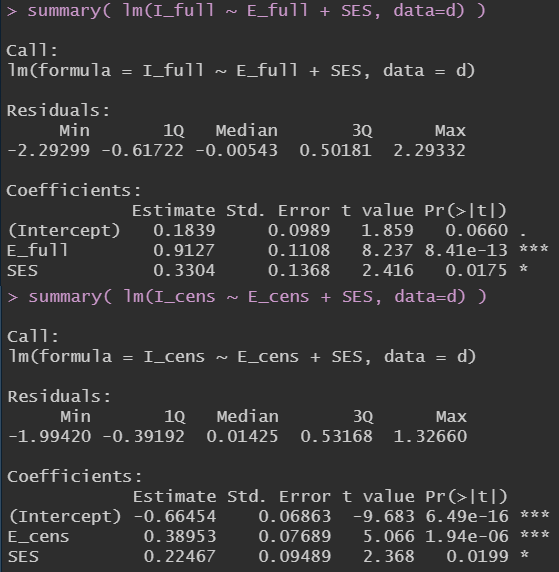 > summary( lm(I_full ~ E_full + SES, data=d) )
Call:
lm(formula = I_full ~ E_full + SES, data = d)
Residuals:
     Min       1Q   Median       3Q      Max
-2.29299 -0.61722 -0.00543  0.50181  2.29332
Coefficients:
            Estimate Std. Error t value Pr(>|t|)
(Intercept)   0.1839     0.0989   1.859   0.0660 .
E_full        0.9127     0.1108   8.237 8.41e-13 ***
SES           0.3304     0.1368   2.416   0.0175 *
> summary( lm(I_cens ~ E_cens + SES, data=d) )
Call:
lm(formula = I_cens ~ E_cens + SES, data = d)
Residuals:
     Min       1Q   Median       3Q      Max
-1.99420 -0.39192  0.01425  0.53168  1.32660
Coefficients:
            Estimate Std. Error t value Pr(>|t|)
(Intercept) -0.66454    0.06863  -9.683 6.49e-16 ***
E_cens       0.38953    0.07689   5.066 1.94e-06 ***
SES          0.22467    0.09489   2.368   0.0199 *